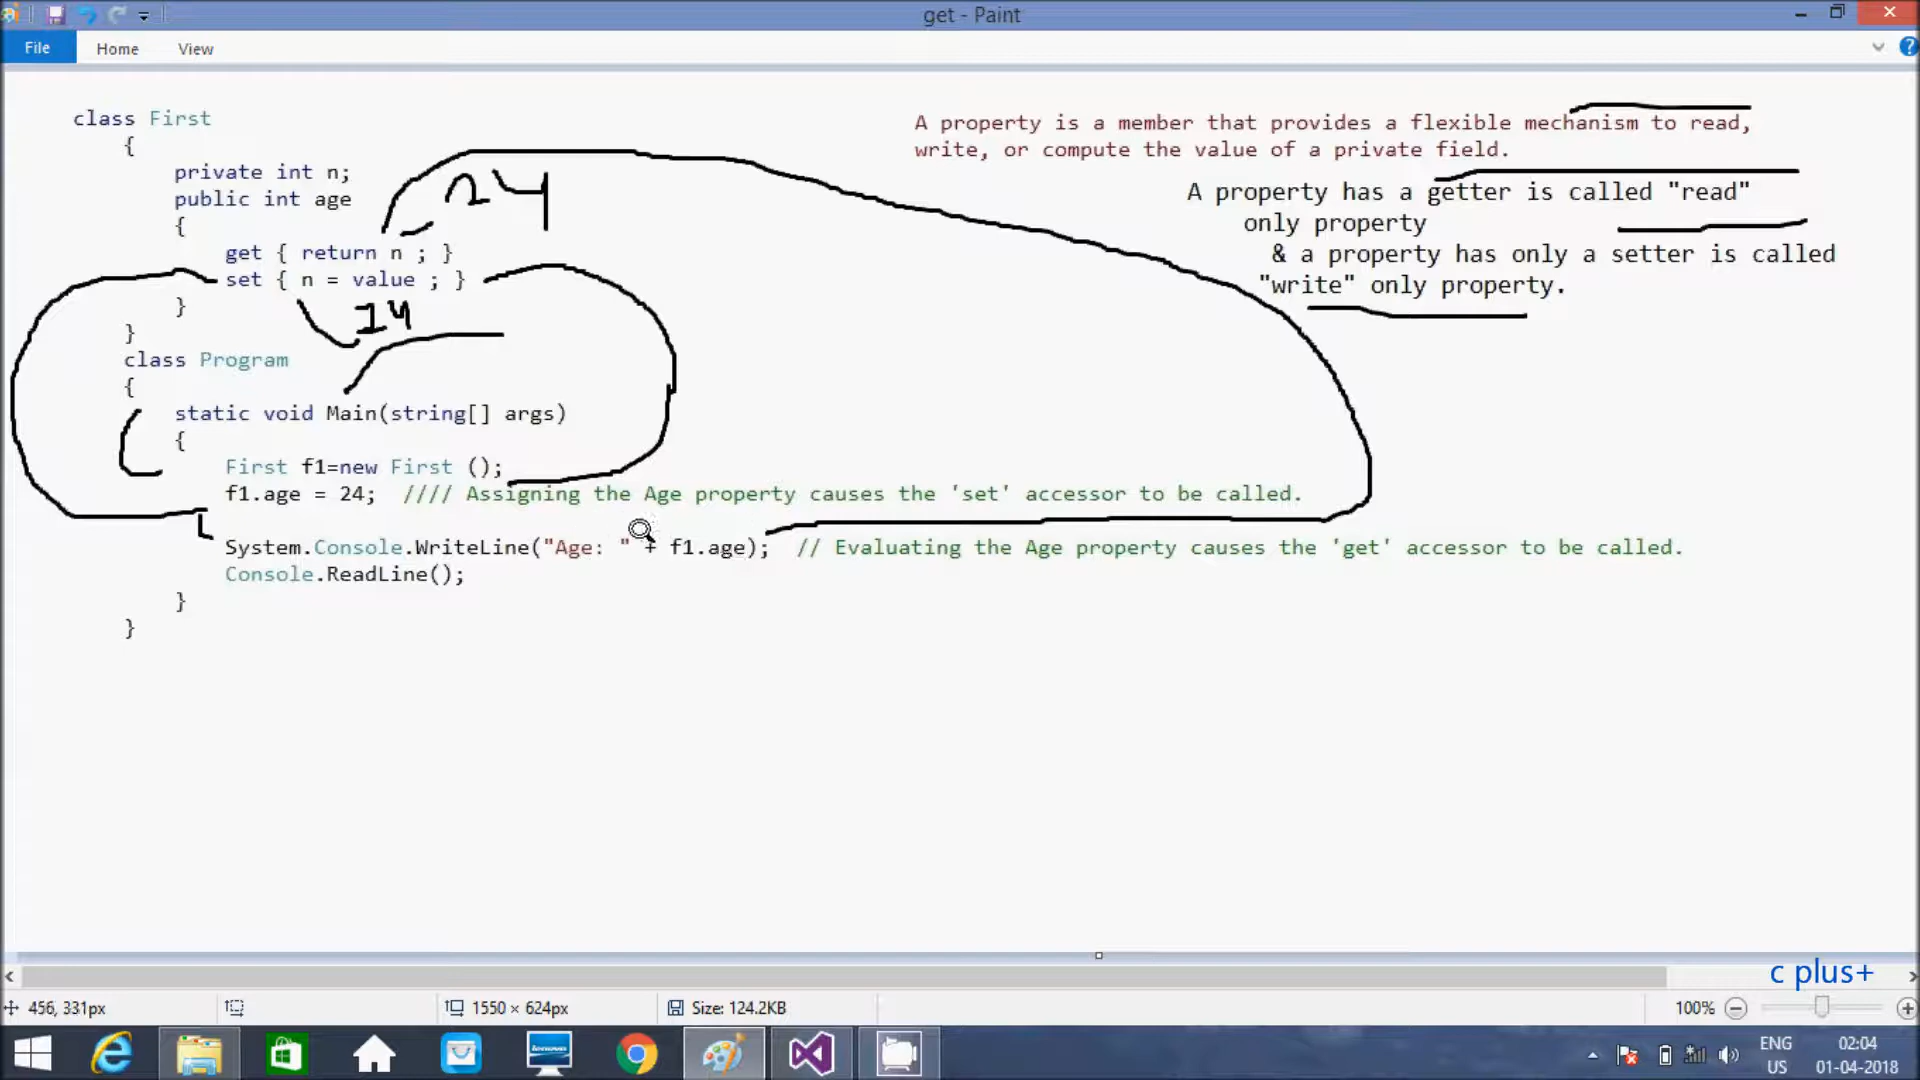 get - Paint
File Home View
class First
{
private int n;
public int age
{
get { return n ; }
set { n = value ; }
}
}
class Program
{
static void Main(string[] args)
{
First f1=new First ();
f1.age = 24; //// Assigning the Age property causes the 'set' accessor to be called.
System.Console.WriteLine("Age: " + f1.age); // Evaluating the Age property causes the 'get' accessor to be called.
Console.ReadLine();
}
}
24
24
A property is a member that provides a flexible mechanism to read,
write, or compute the value of a private field.
A property has a getter is called "read"
only property
& a property has only a setter is called
"write" only property.
c plus+
456, 331px 1550 × 624px Size: 124.2KB 100%
ENG 02:04
US 01-04-2018